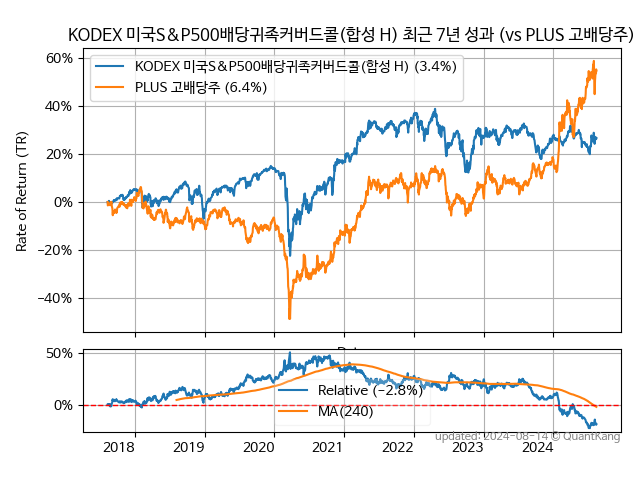 KODEX 미국S&P500배당귀족커버드콜(합성 H) 최근 7년 성과 (vs PLUS 고배당주)
KODEX 미국S&P500배당귀족커버드콜(합성 H) (3.4%)
PLUS 고배당주 (6.4%)
60%
40%
20%
0%
−20%
−40%
Rate of Return (TR)
50%
0%
Relative (−2.8%)
MA(240)
2018 2019 2020 2021 2022 2023 2024
updated: 2024-08-14 © QuantKang